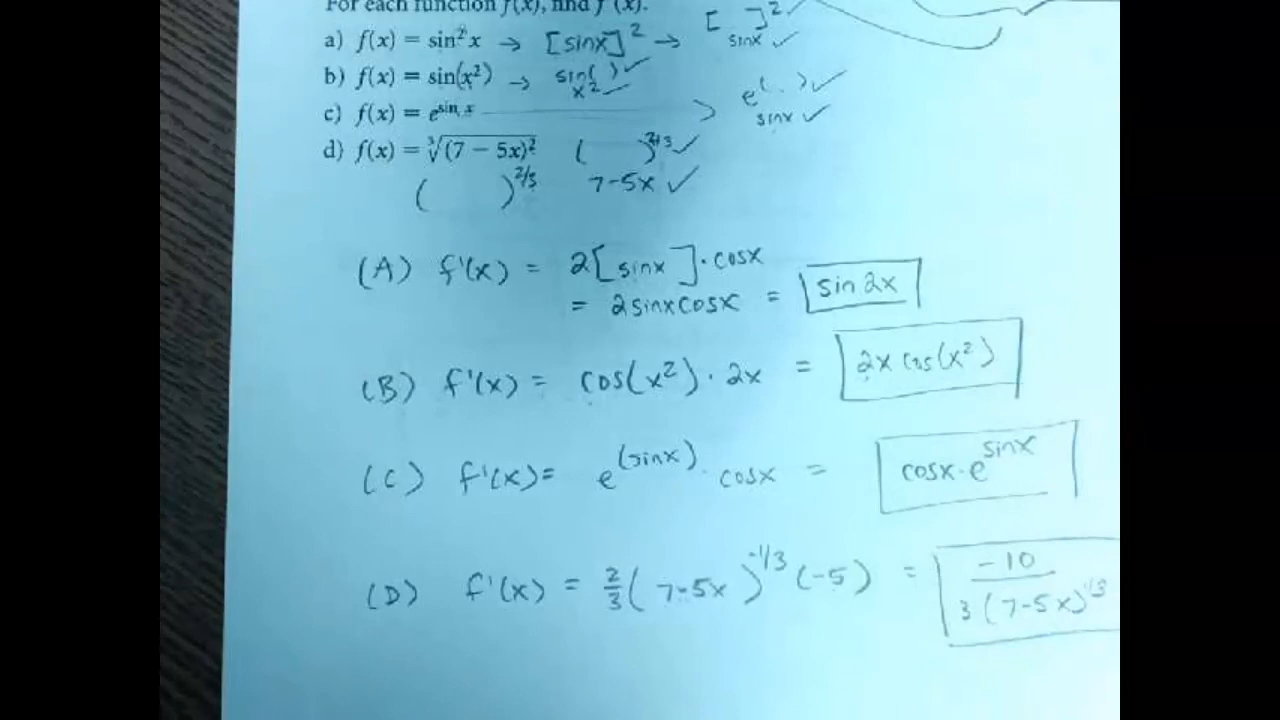 For each function f(x), find f'(x).
a) f(x) = sin²x → [sinx]² → [ ]² ✓
sinx ✓
b) f(x) = sin(x²) → sin( ) ✓
x² ✓
c) f(x) = e^(sin x) > e^( . . ) ✓
sinx ✓
d) f(x) = ∛(7 − 5x)² ( )^(2/3) ✓
( )^(2/3) 7-5x ✓
(A) f'(x) = 2[sinx]·cosx
= 2sinxcosx = sin2x
(B) f'(x) = cos(x²)·2x = 2x cos(x²)
(C) f'(x) = e^(sinx)·cosx = cosx·e^(sinx)
(D) f'(x) = 2/3(7-5x)^(-1/3)(-5) = -10/3(7-5x)^(1/3)